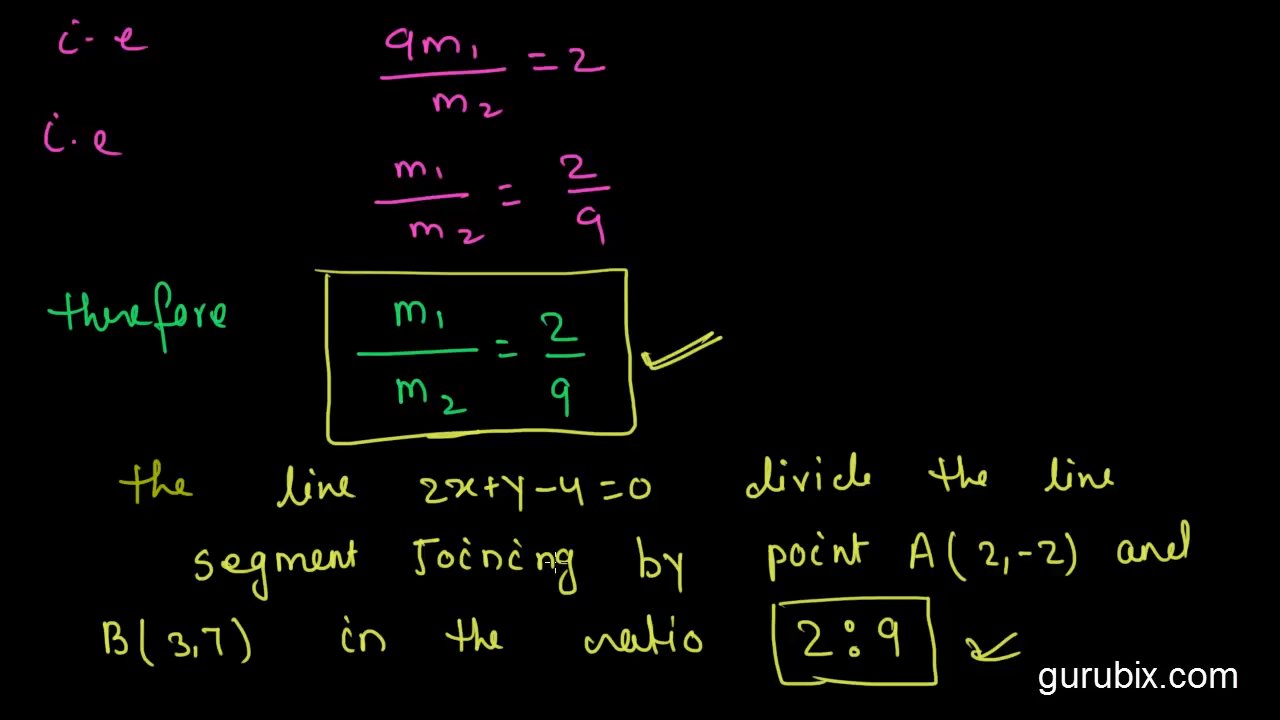 i-e 9m₁/m₂ = 2
i.e m₁/m₂ = 2/9
therefore m₁/m₂ = 2/9
the line 2x+y-4=0 divide the line
segment Joining by point A(2,-2) and
B(3,7) in the ratio 2:9
gurubix.com